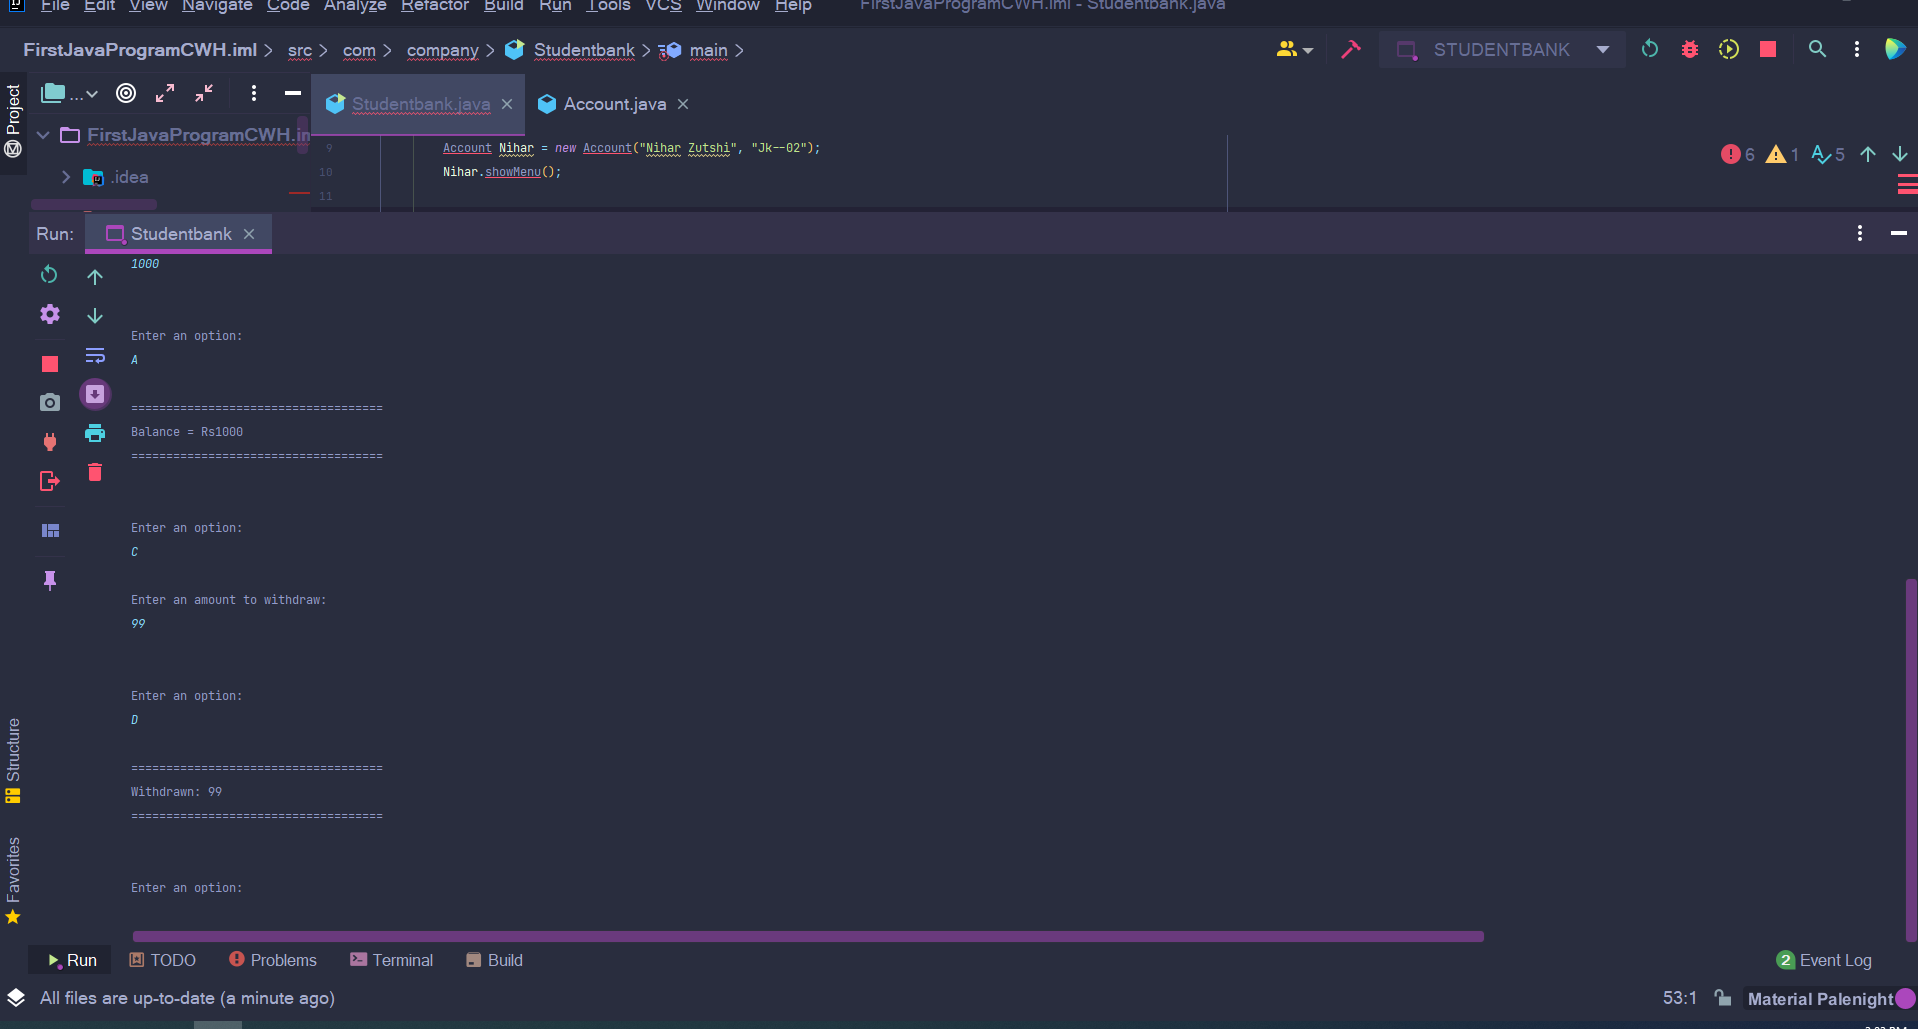 File Edit View Navigate Code Analyze Refactor Build Run Tools VCS Window Help FirstJavaProgramCWH.iml - Studentbank.java
FirstJavaProgramCWH.iml > src > com > company > Studentbank > main >
STUDENTBANK
Project
...
Studentbank.java
Account.java
FirstJavaProgramCWH.im
.idea
9 Account Nihar = new Account("Nihar Zutshi", "Jk--02");
10 Nihar.showMenu();
11
6 1 5
Run: Studentbank
1000
Enter an option:
A
====================================
Balance = Rs1000
====================================
Enter an option:
C
Enter an amount to withdraw:
99
Enter an option:
D
====================================
Withdrawn: 99
====================================
Enter an option:
Structure
Favorites
Run TODO Problems Terminal Build 2 Event Log
All files are up-to-date (a minute ago) 53:1 Material Palenight